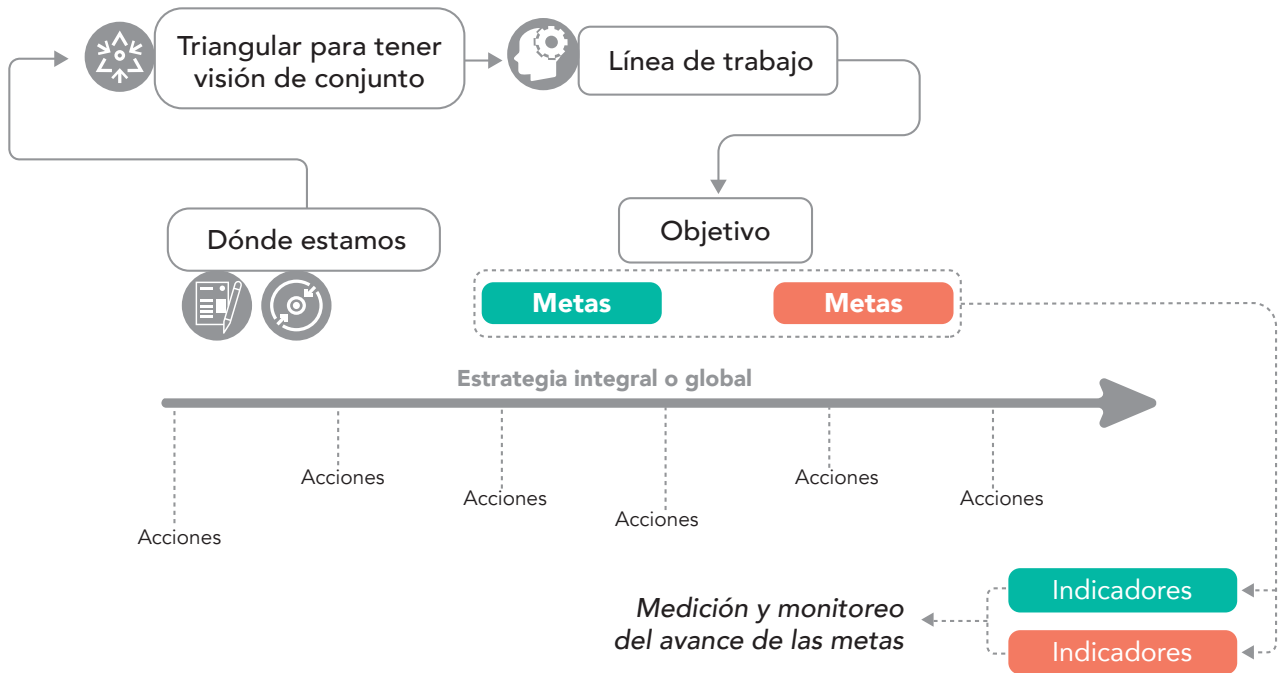 Triangular para tener
visión de conjunto
Línea de trabajo
Dónde estamos
Objetivo
Metas
Metas
Estrategia integral o global
Acciones
Acciones
Acciones
Acciones
Acciones
Acciones
Medición y monitoreo
del avance de las metas
Indicadores
Indicadores